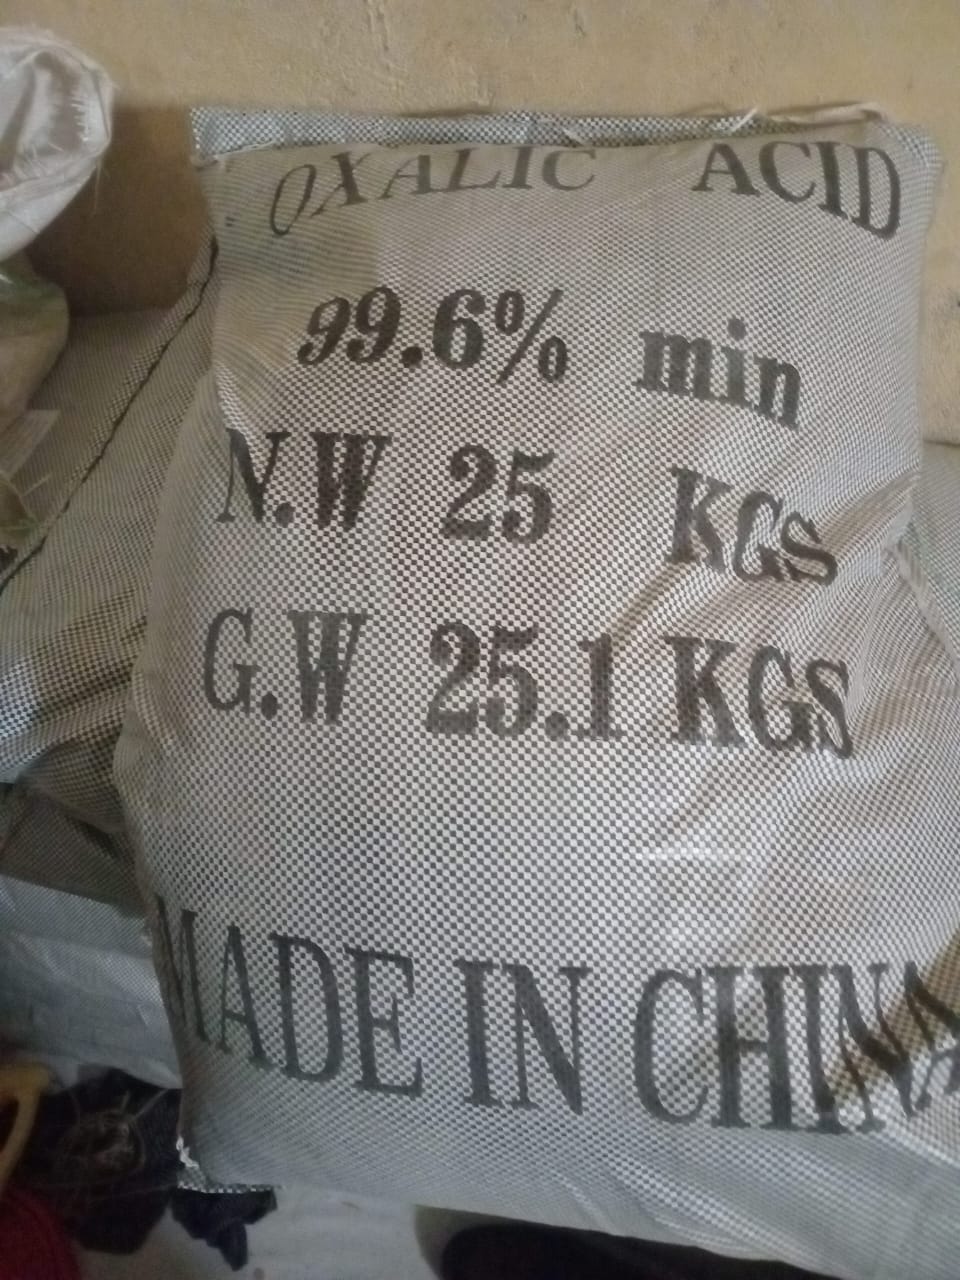 OXALIC ACID
99.6% min
N.W 25 KGS
G.W 25.1 KGS
MADE IN CHINA